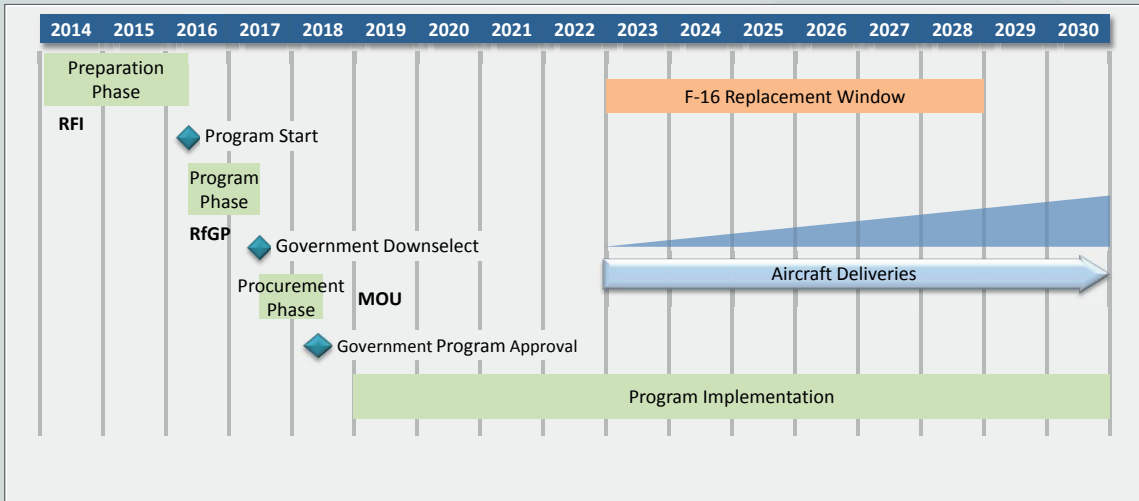 2014 2015 2016 2017 2018 2019 2020 2021 2022 2023 2024 2025 2026 2027 2028 2029 2030
Preparation
Phase
F-16 Replacement Window
RFI
Program Start
Program
Phase
RfGP
Government Downselect
Aircraft Deliveries
Procurement
Phase
MOU
Government Program Approval
Program Implementation